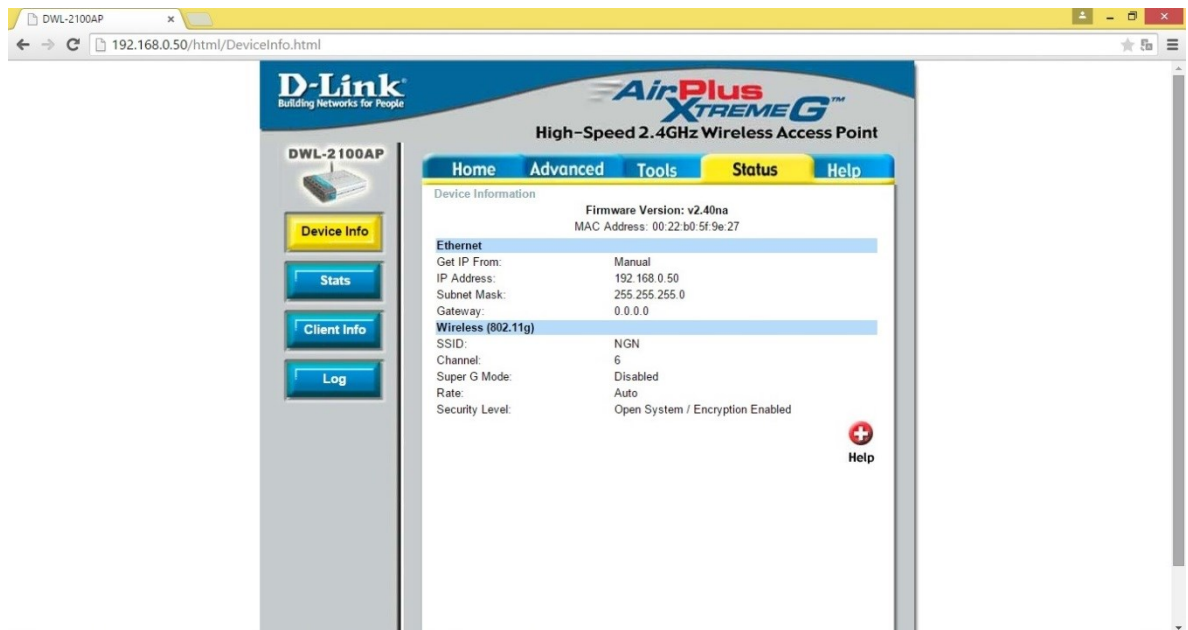 DWL-2100AP
192.168.0.50/html/DeviceInfo.html
D-Link
Building Networks for People
AirPlus
XTREME G™
High-Speed 2.4GHz Wireless Access Point
DWL-2100AP
Home Advanced Tools Status Help
Device Info
Stats
Client Info
Log
Device Information
Firmware Version: v2.40na
MAC Address: 00:22:b0:5f:9e:27
Ethernet
Get IP From: Manual
IP Address: 192.168.0.50
Subnet Mask: 255.255.255.0
Gateway: 0.0.0.0
Wireless (802.11g)
SSID: NGN
Channel: 6
Super G Mode: Disabled
Rate: Auto
Security Level: Open System / Encryption Enabled
Help